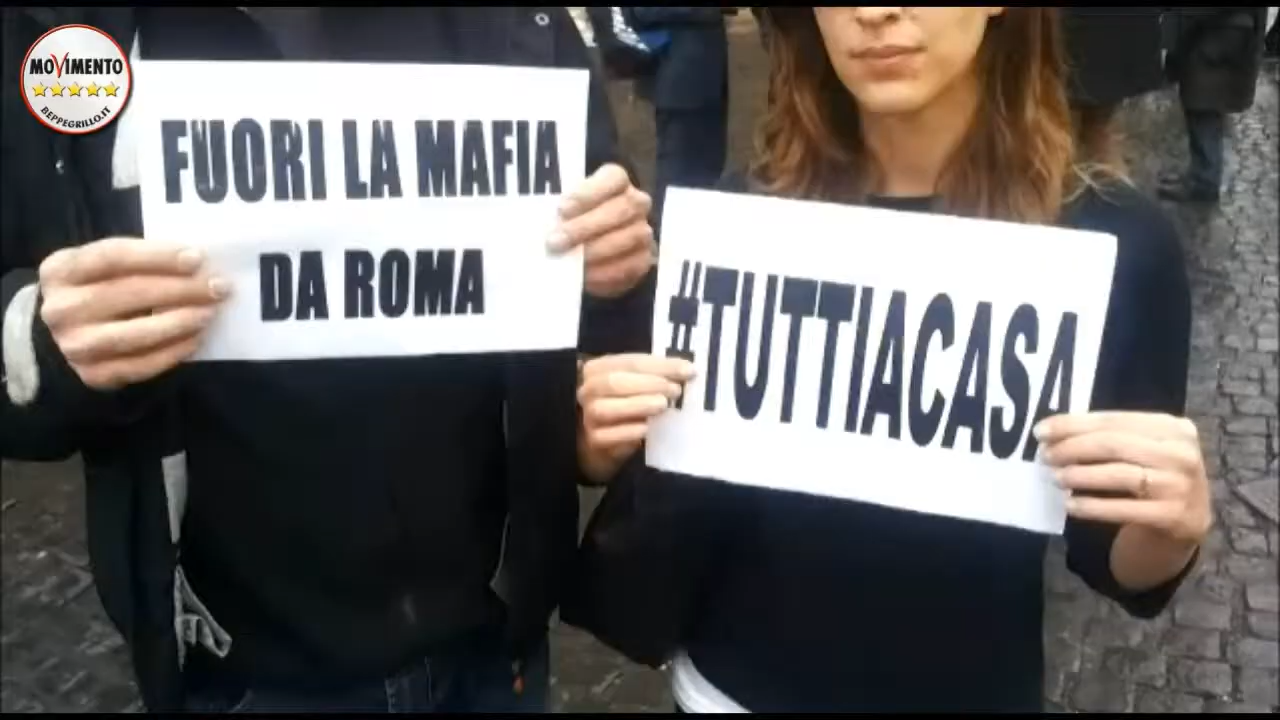 MOVIMENTO
BEPPEGRILLO.IT
FUORI LA MAFIA
DA ROMA
#TUTTIACASA